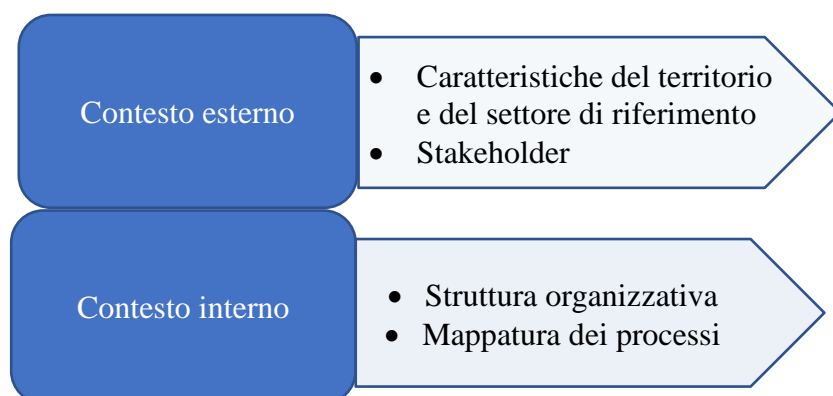 Contesto esterno
• Caratteristiche del territorio
e del settore di riferimento
• Stakeholder
Contesto interno
• Struttura organizzativa
• Mappatura dei processi